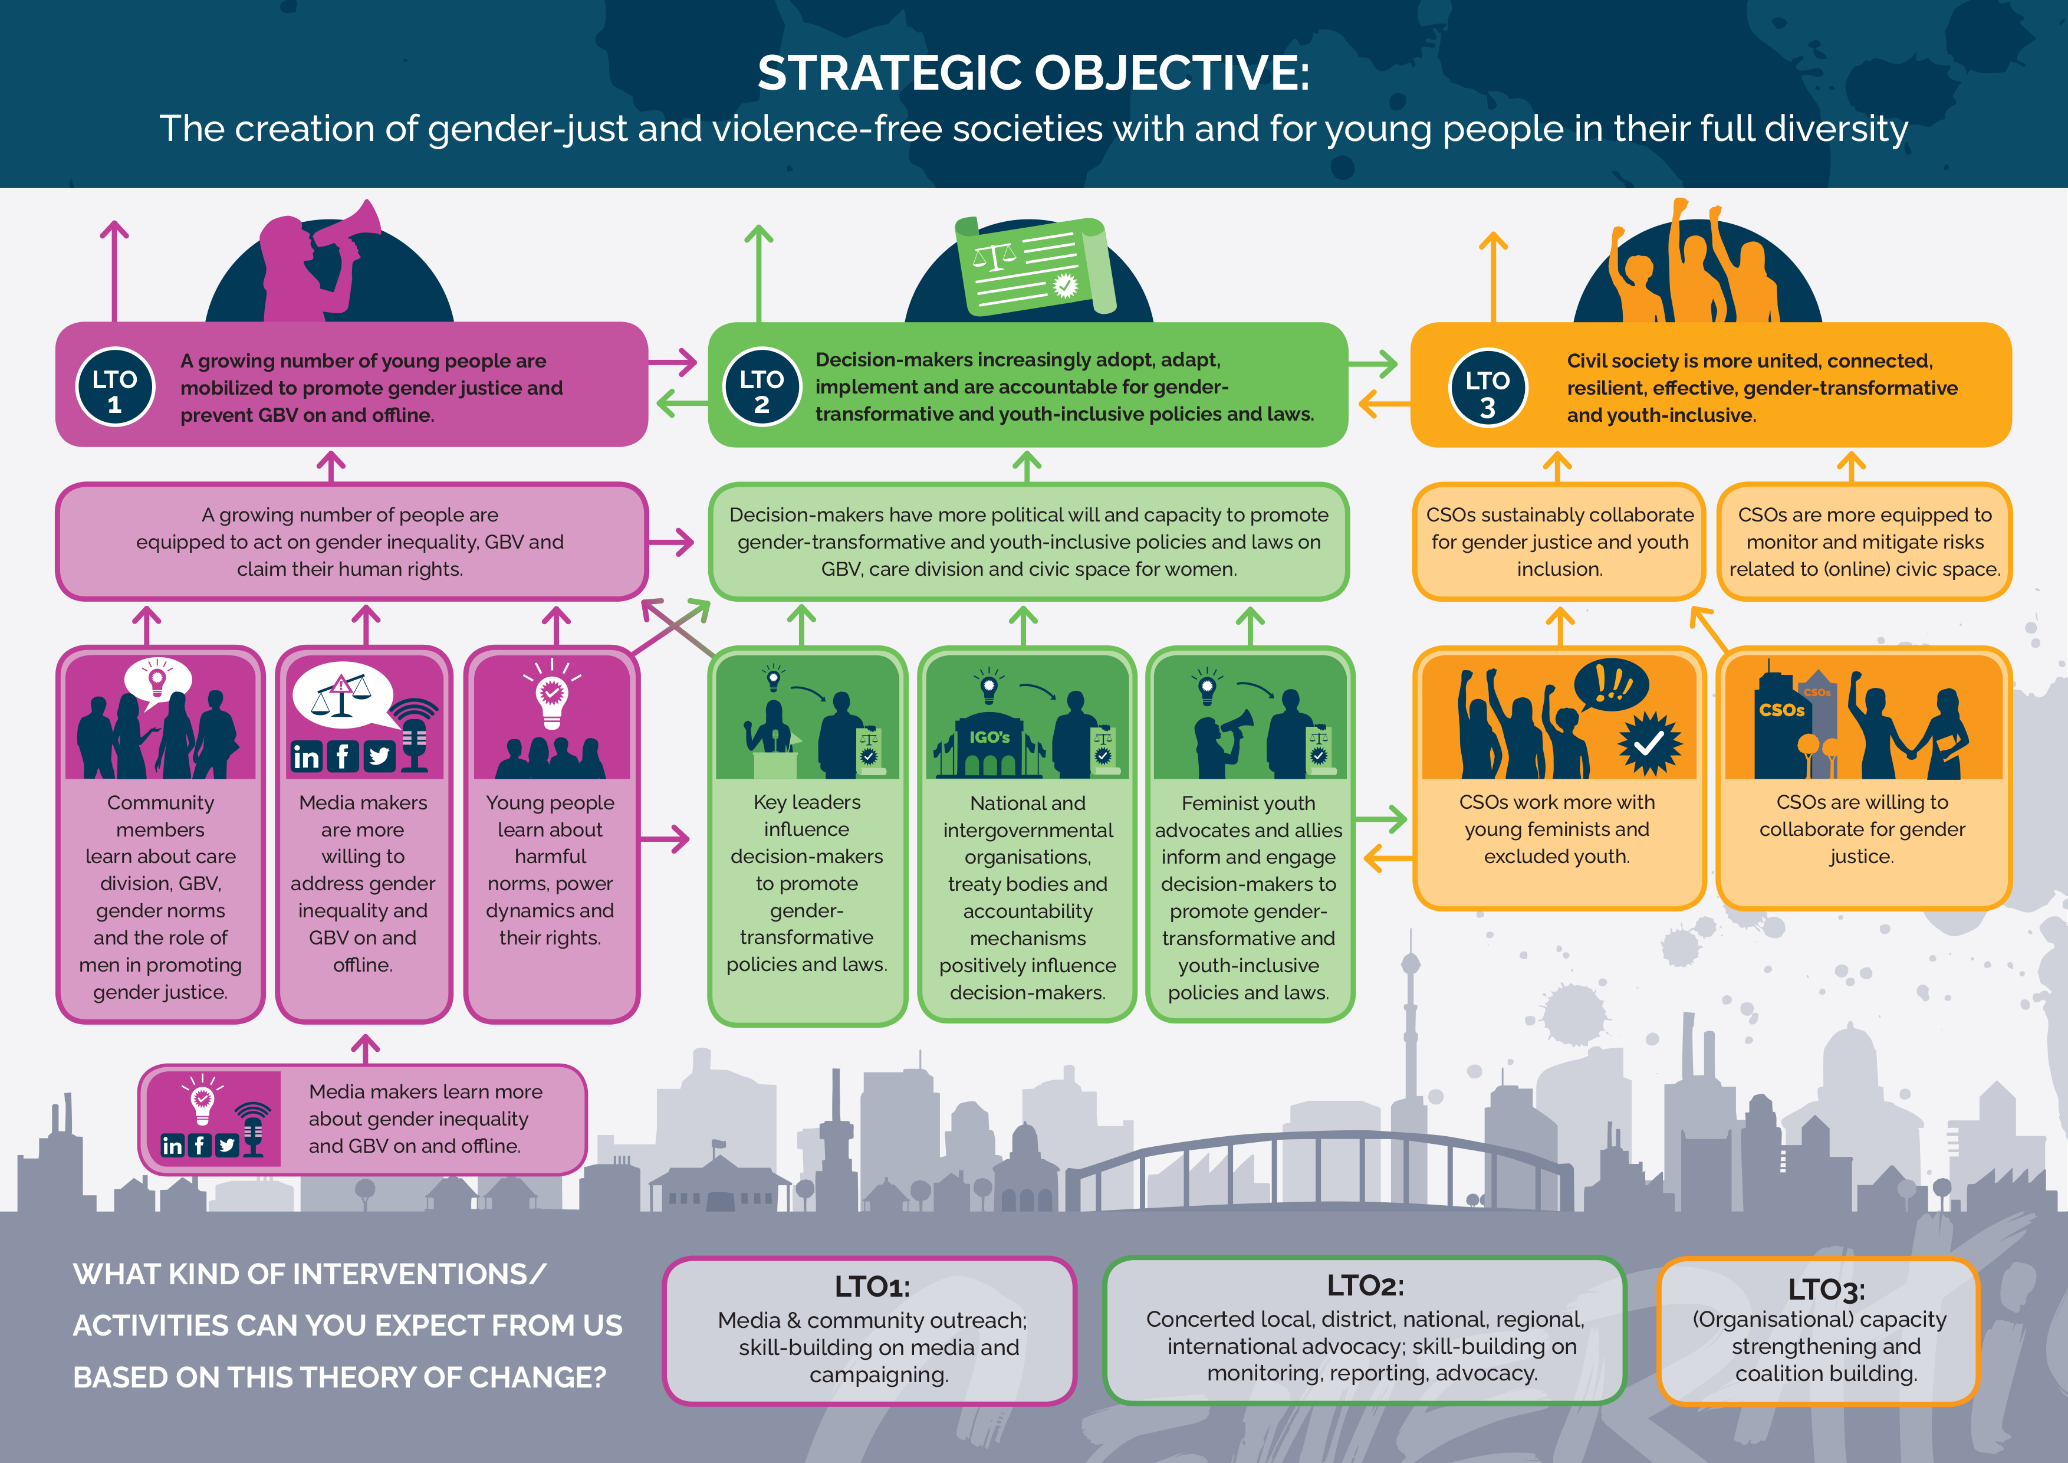 STRATEGIC OBJECTIVE:
The creation of gender-just and violence-free societies with and for young people in their full diversity
LTO
1
A growing number of young people are
mobilized to promote gender justice and
prevent GBV on and offline.
LTO
2
Decision-makers increasingly adopt, adapt,
implement and are accountable for gender-
transformative and youth-inclusive policies and laws.
LTO
3
Civil society is more united, connected,
resilient, effective, gender-transformative
and youth-inclusive.
A growing number of people are
equipped to act on gender inequality, GBV and
claim their human rights.
Decision-makers have more political will and capacity to promote
gender-transformative and youth-inclusive policies and laws on
GBV, care division and civic space for women.
CSOs sustainably collaborate
for gender justice and youth
inclusion.
CSOs are more equipped to
monitor and mitigate risks
related to (online) civic space.
Community
members
learn about care
division, GBV,
gender norms
and the role of
men in promoting
gender justice.
in f
Media makers
are more
willing to
address gender
inequality and
GBV on and
offline.
Young people
learn about
harmful
norms, power
dynamics and
their rights.
Key leaders
influence
decision-makers
to promote
gender-
transformative
policies and laws.
IGO's
National and
intergovernmental
organisations,
treaty bodies and
accountability
mechanisms
positively influence
decision-makers.
Feminist youth
advocates and allies
inform and engage
decision-makers to
promote gender-
transformative and
youth-inclusive
policies and laws.
!!!
CSOs work more with
young feminists and
excluded youth.
CSOs
CSOs
CSOs are willing to
collaborate for gender
justice.
in f
Media makers learn more
about gender inequality
and GBV on and offline.
WHAT KIND OF INTERVENTIONS/
ACTIVITIES CAN YOU EXPECT FROM US
BASED ON THIS THEORY OF CHANGE?
LTO1:
Media & community outreach;
skill-building on media and
campaigning.
LTO2:
Concerted local, district, national, regional,
international advocacy; skill-building on
monitoring, reporting, advocacy.
LTO3:
(Organisational) capacity
strengthening and
coalition building.